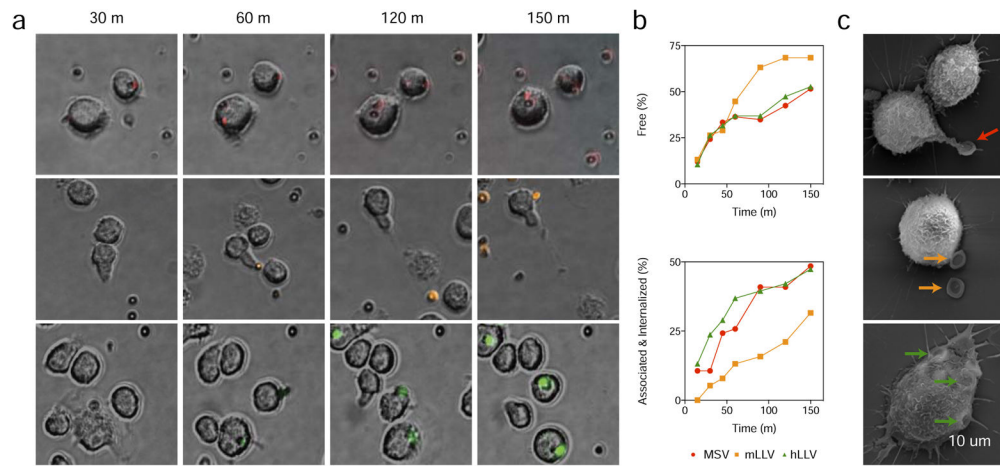 a
30 m 60 m 120 m 150 m
b
Free (%)
75
50
25
0
0 50 100 150
Time (m)
Associated & Internalized (%)
50
25
0
0 50 100 150
Time (m)
MSV mLLV hLLV
c
10 um